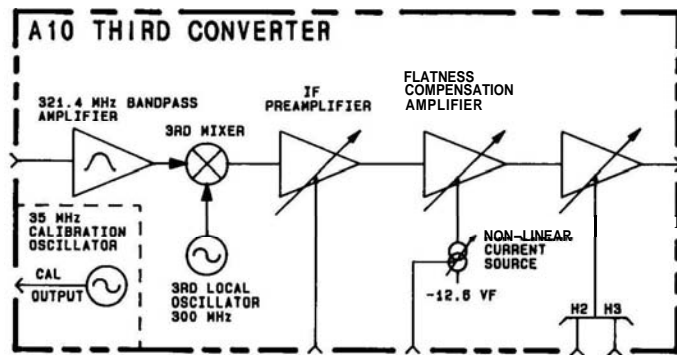 A10 THIRD CONVERTER
321.4 MHz BANDPASS
AMPLIFIER
3RD MIXER
IF
PREAMPLIFIER
FLATNESS
COMPENSATION
AMPLIFIER
35 MHz
CALIBRATION
OSCILLATOR
CAL
OUTPUT
3RD LOCAL
OSCILLATOR
300 MHz
NON-LINEAR
CURRENT
SOURCE
-12.6 VF
H2 H3